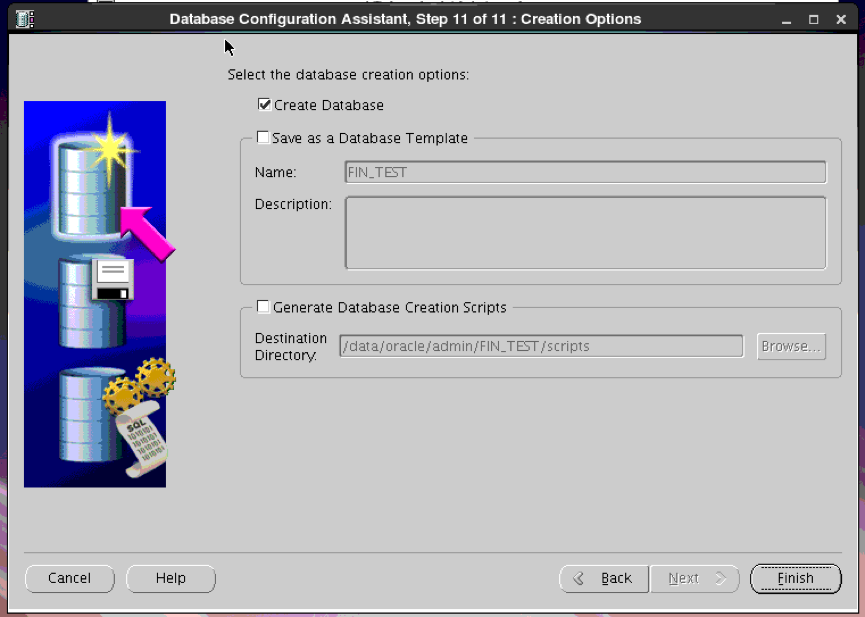 Database Configuration Assistant, Step 11 of 11 : Creation Options
Select the database creation options:
Create Database
Save as a Database Template
Name: FIN_TEST
Description:
Generate Database Creation Scripts
Destination
Directory: /data/oracle/admin/FIN_TEST/scripts Browse...
SQL
Cancel Help Back Next Finish